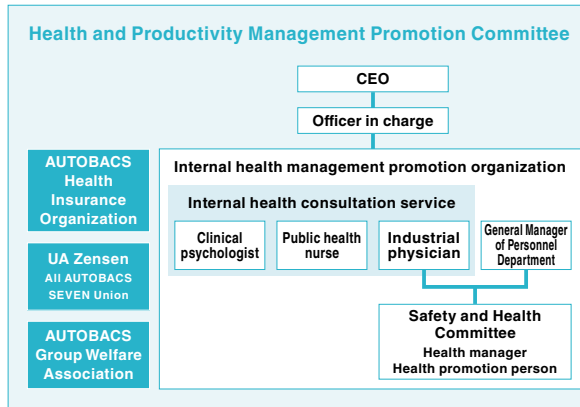 Health and Productivity Management Promotion Committee
CEO
Officer in charge
AUTOBACS
Health
Insurance
Organization
UA Zensen
All AUTOBACS
SEVEN Union
AUTOBACS
Group Welfare
Association
Internal health management promotion organization
Internal health consultation service
Clinical
psychologist
Public health
nurse
Industrial
physician
General Manager
of Personnel
Department
Safety and Health
Committee
Health manager
Health promotion person